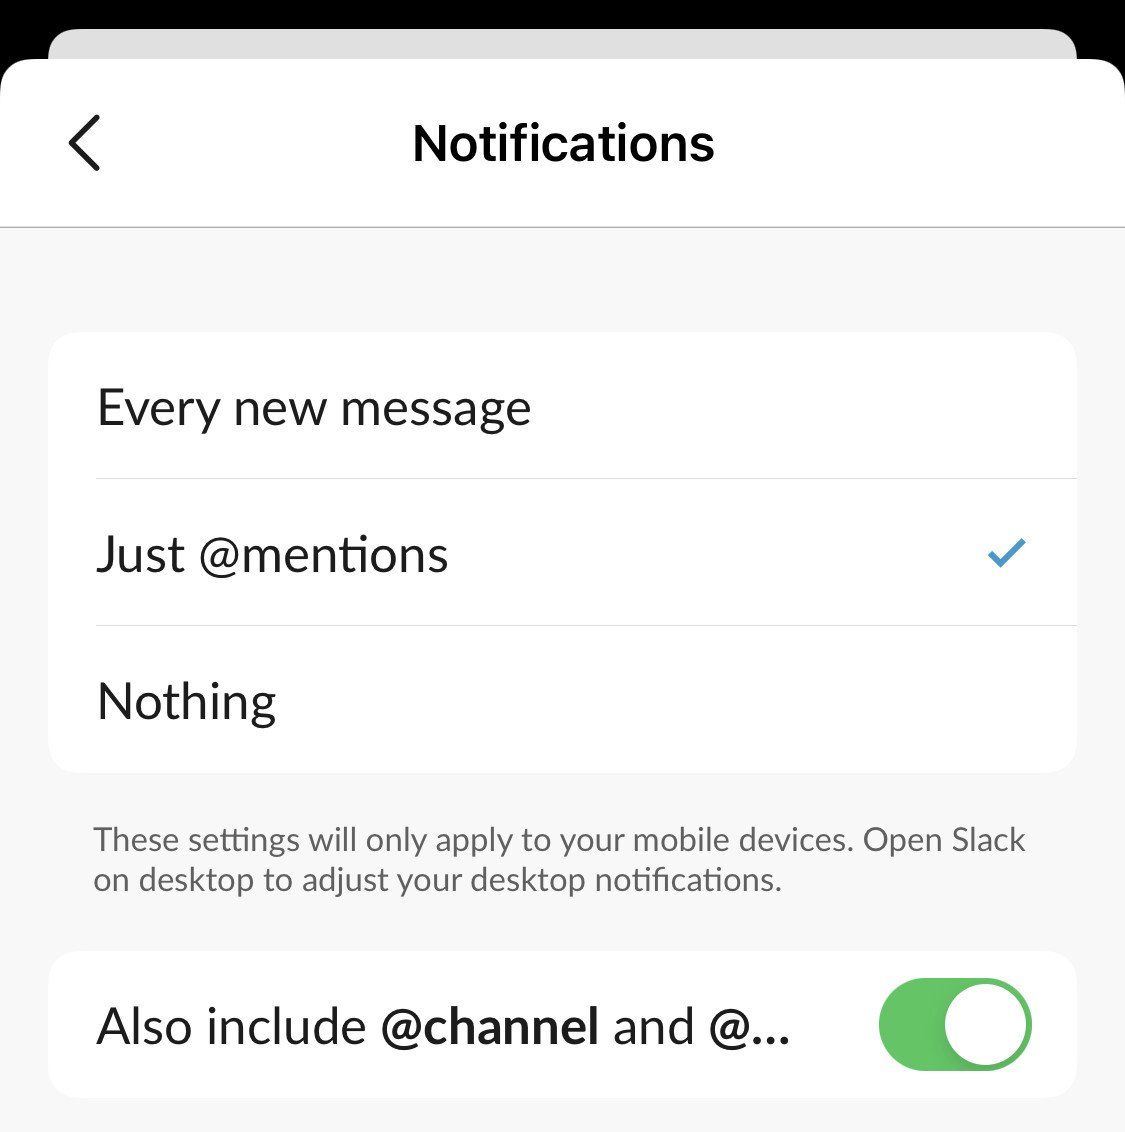 Notifications
Every new message
Just @mentions
Nothing
These settings will only apply to your mobile devices. Open Slack
on desktop to adjust your desktop notifications.
Also include @channel and @...